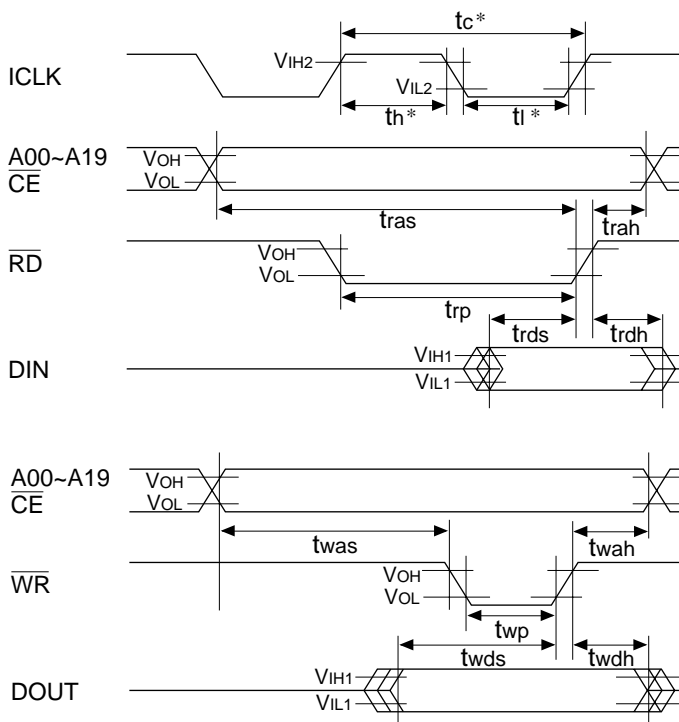 tc*
VIH2
ICLK
VIL2
th*
tl*
A00~A19
CE
VOH
VOL
tras
trah
RD
VOH
VOL
trp
trds
trdh
DIN
VIH1
VIL1
A00~A19
CE
VOH
VOL
twas
twah
WR
VOH
VOL
twp
twds
twdh
DOUT
VIH1
VIL1